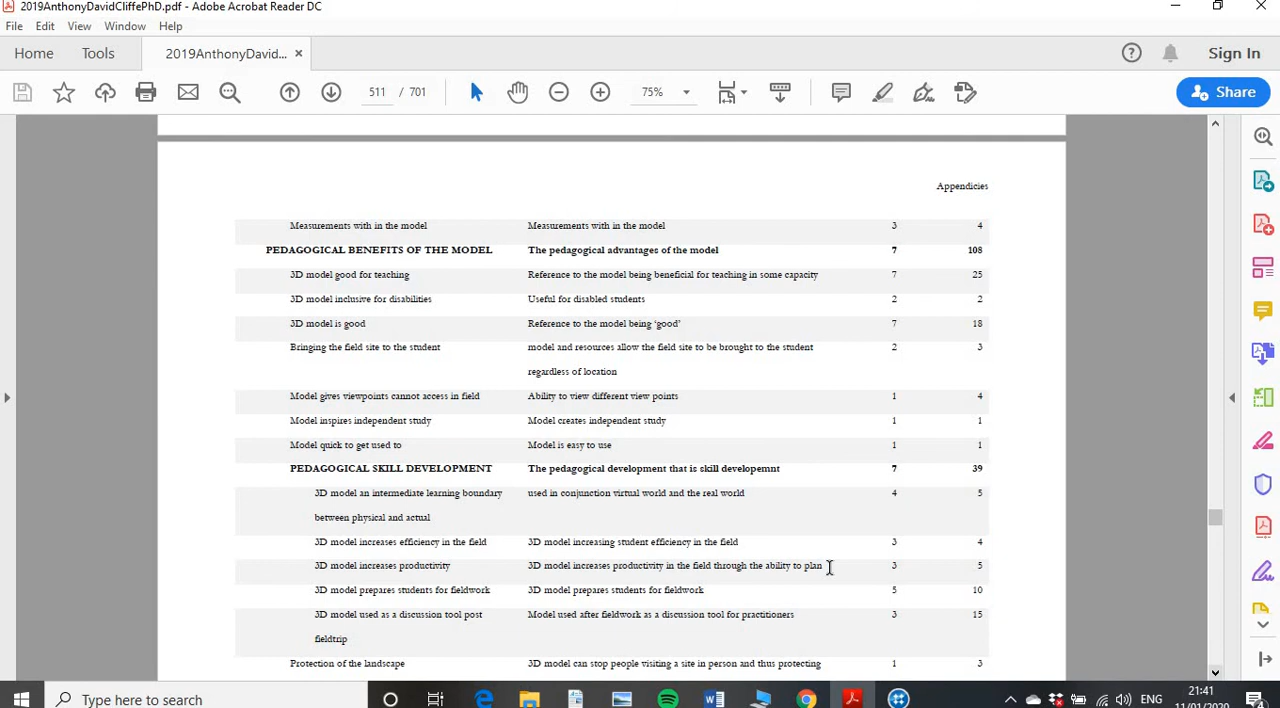 2019AnthonyDavidCliffePhD.pdf - Adobe Acrobat Reader DC
File Edit View Window Help
Home Tools 2019AnthonyDavid... × Sign In
511 / 701 75% Share
Appendicies
Measurements with in the model Measurements with in the model 3 4
PEDAGOGICAL BENEFITS OF THE MODEL The pedagogical advantages of the model 7 108
3D model good for teaching Reference to the model being beneficial for teaching in some capacity 7 25
3D model inclusive for disabilities Useful for disabled students 2 2
3D model is good Reference to the model being 'good' 7 18
Bringing the field site to the student model and resources allow the field site to be brought to the student 2 3
regardless of location
Model gives viewpoints cannot access in field Ability to view different view points 1 4
Model inspires independent study Model creates independent study 1 1
Model quick to get used to Model is easy to use 1 1
PEDAGOGICAL SKILL DEVELOPMENT The pedagogical development that is skill developemnt 7 39
3D model an intermediate learning boundary used in conjunction virtual world and the real world 4 5
between physical and actual
3D model increases efficiency in the field 3D model increasing student efficiency in the field 3 4
3D model increases productivity 3D model increases productivity in the field through the ability to plan 3 5
3D model prepares students for fieldwork 3D model prepares students for fieldwork 5 10
3D model used as a discussion tool post Model used after fieldwork as a discussion tool for practitioners 3 15
fieldtrip
Protection of the landscape 3D model can stop people visiting a site in person and thus protecting 1 3
Type here to search ENG 21:41
11/01/2020